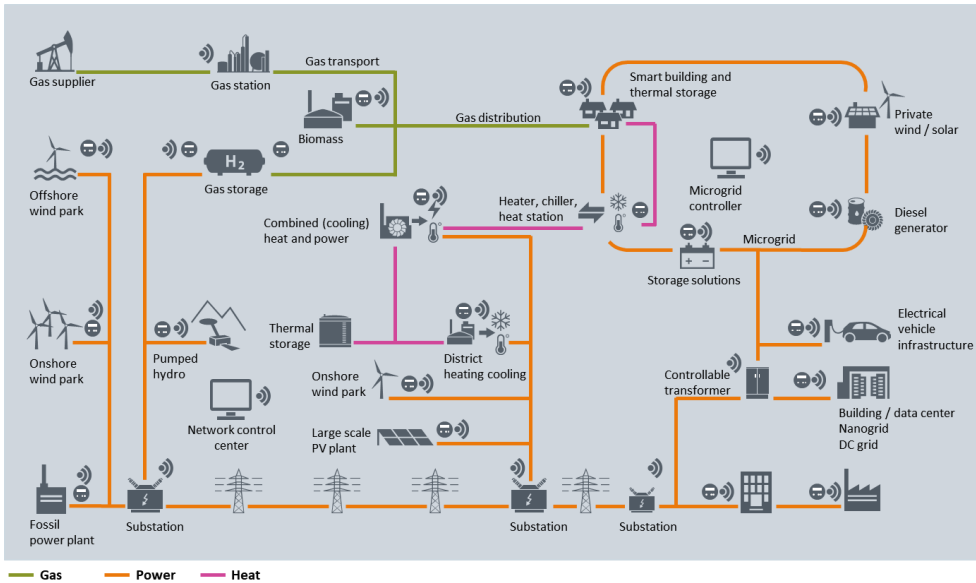 Gas supplier
Gas station
Gas transport
Smart building and
thermal storage
Biomass
Gas distribution
Private
wind / solar
H2
Offshore
wind park
Gas storage
Microgrid
controller
Combined (cooling)
heat and power
Heater, chiller,
heat station
Diesel
generator
Microgrid
+ −
Storage solutions
Onshore
wind park
Pumped
hydro
Thermal
storage
District
heating cooling
Electrical
vehicle
infrastructure
Onshore
wind park
Controllable
transformer
Network control
center
Large scale
PV plant
Building / data center
Nanogrid
DC grid
Fossil
power plant
Substation
Substation
Substation
Gas
Power
Heat